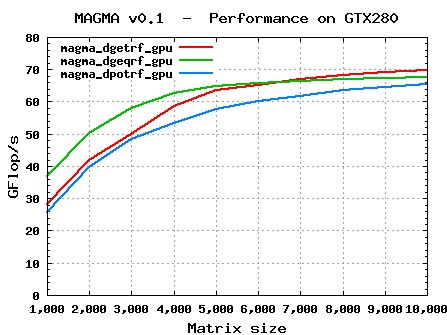 MAGMA v0.1 - Performance on GTX280
80
70
60
50
40
30
20
10
0
GFlop/s
magma_dgetrf_gpu
magma_dgeqrf_gpu
magma_dpotrf_gpu
1,000 2,000 3,000 4,000 5,000 6,000 7,000 8,000 9,000 10,000
Matrix size